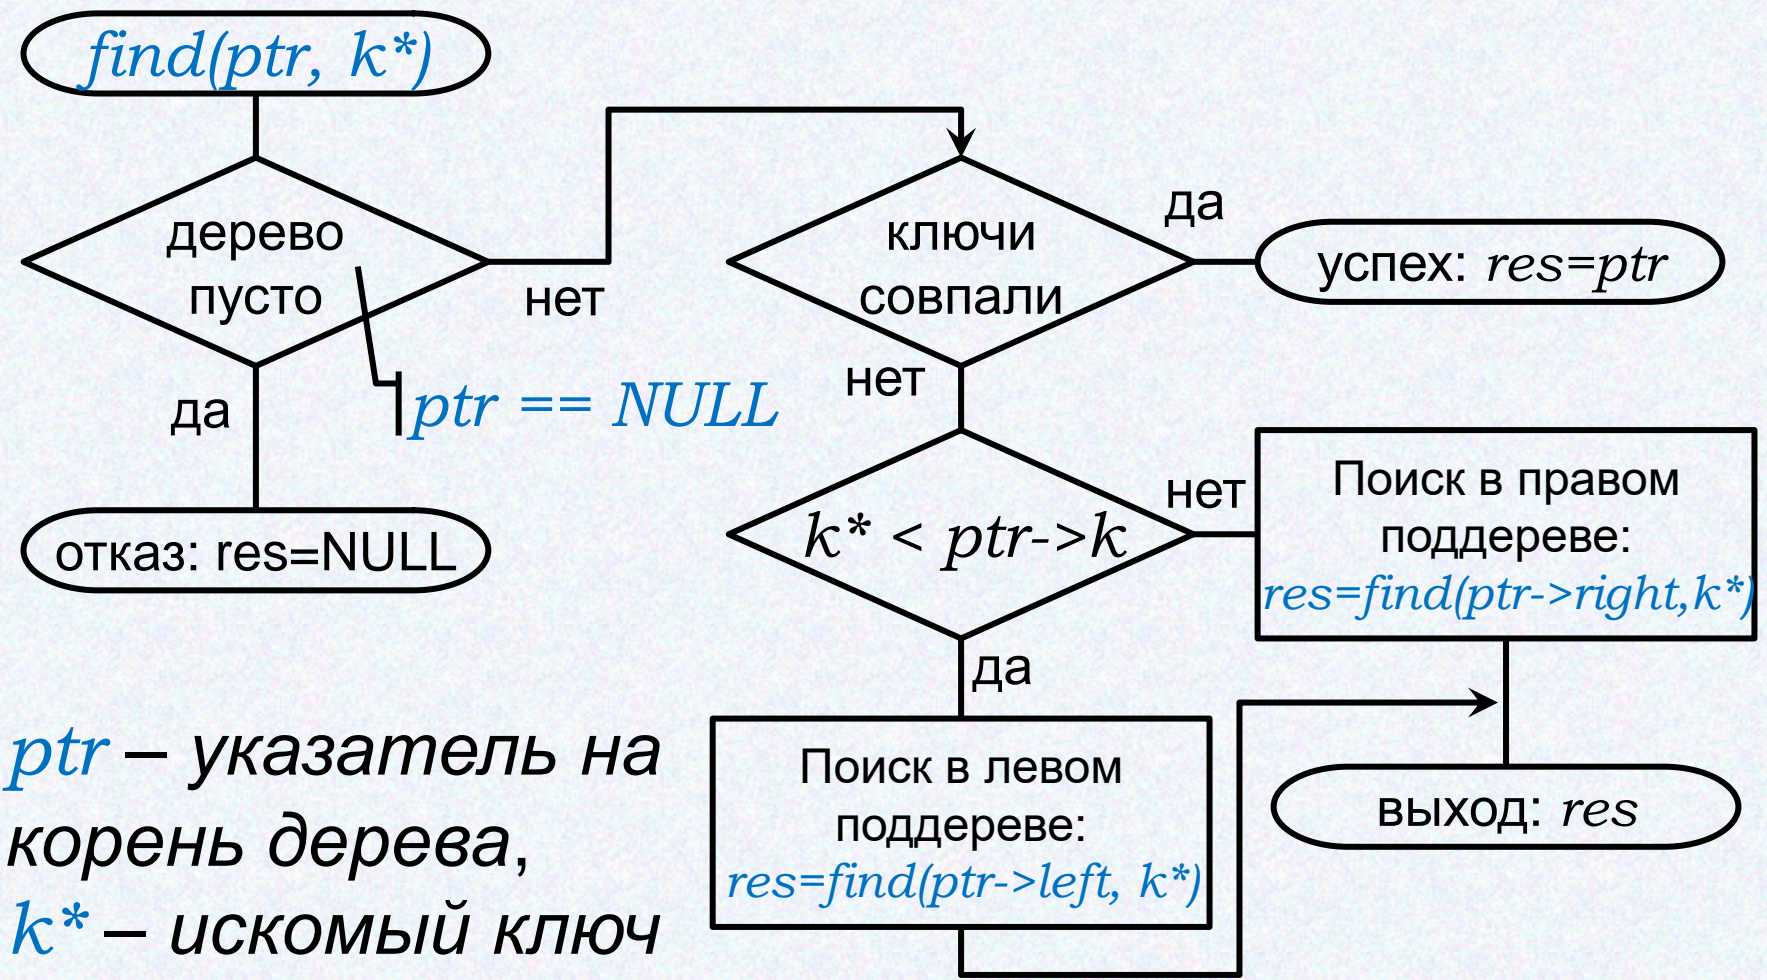 find(ptr, k*)
дерево
пусто
да
нет
ptr == NULL
отказ: res=NULL
ключи
совпали
да
успех: res=ptr
нет
k* < ptr->k
нет
Поиск в правом
поддереве:
res=find(ptr->right,k*)
да
Поиск в левом
поддереве:
res=find(ptr->left, k*)
выход: res
ptr – указатель на
корень дерева,
k* – искомый ключ